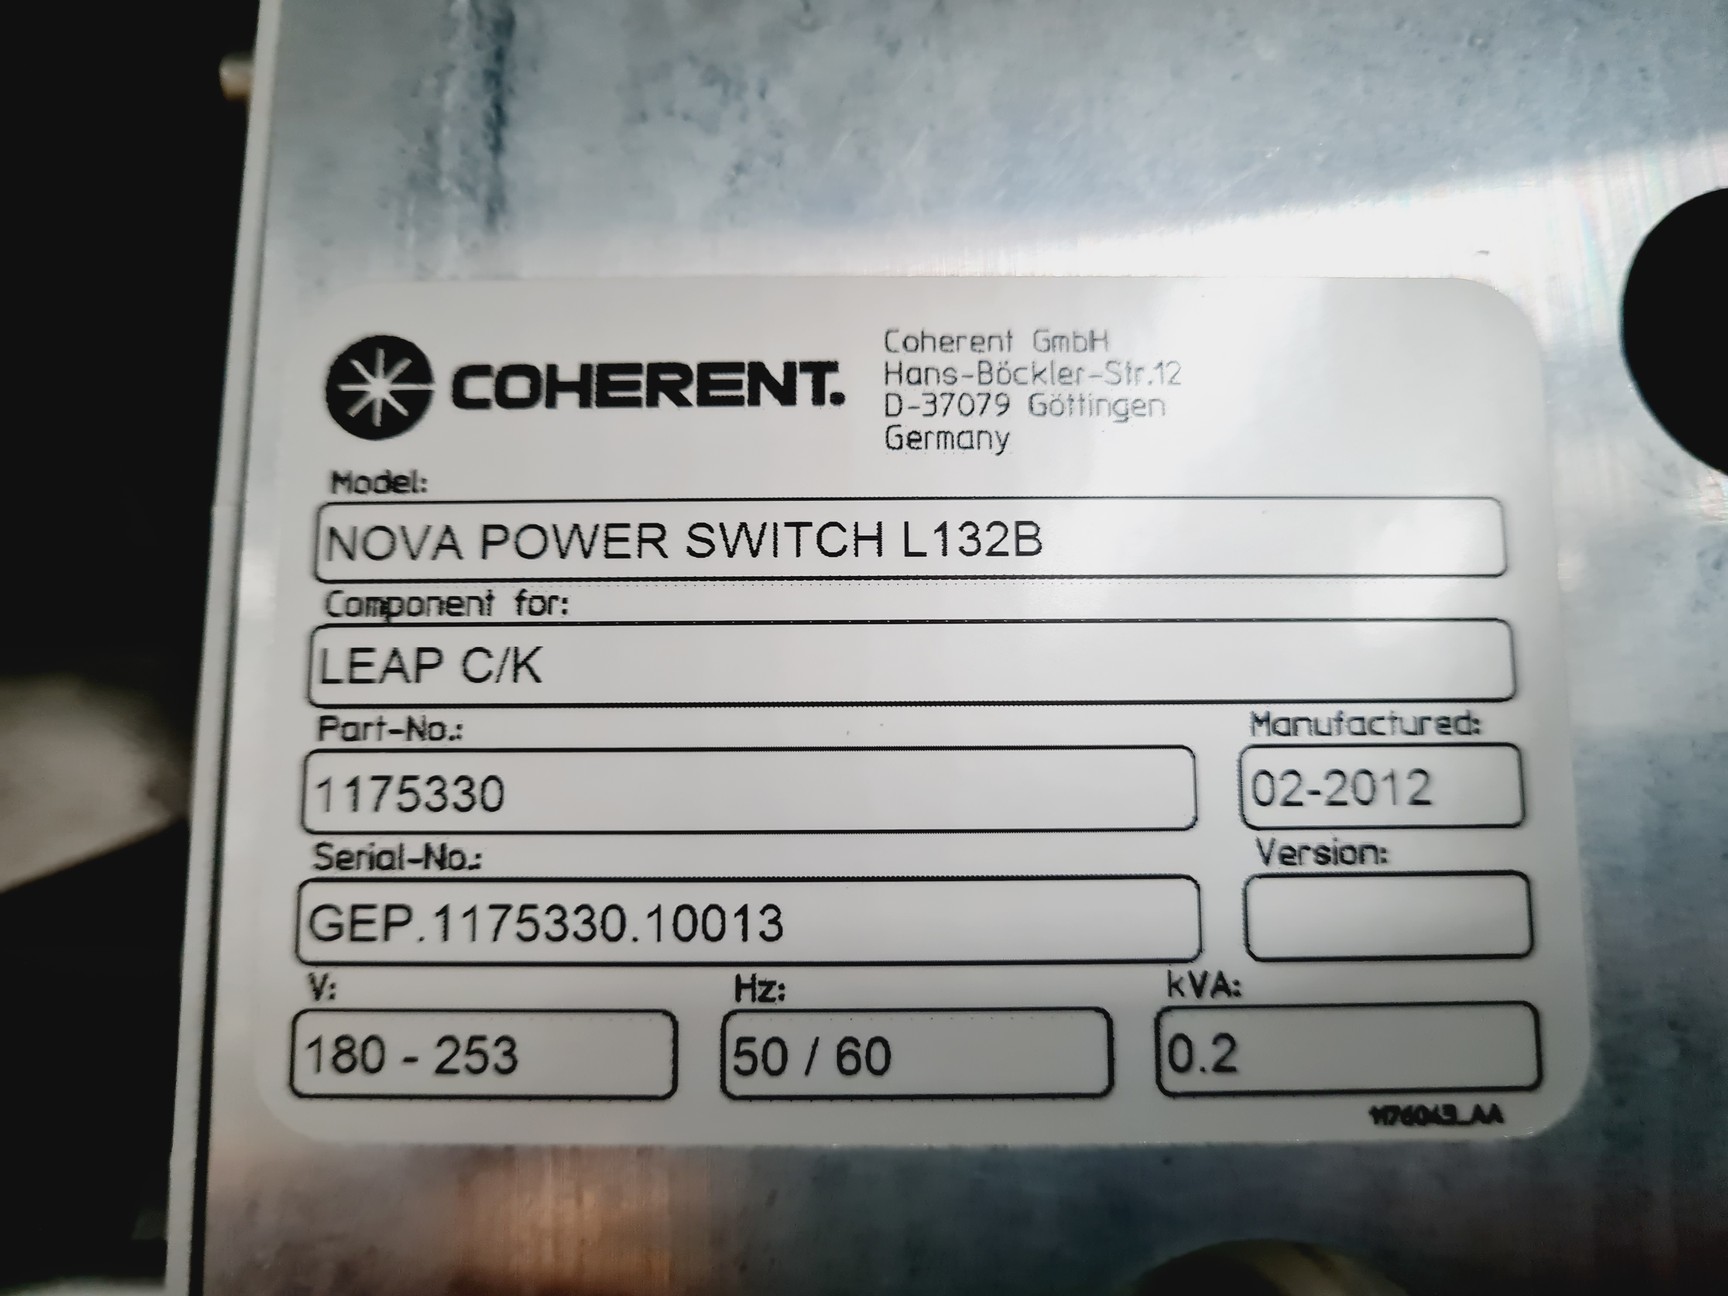 COHERENT.
Coherent GmbH
Hans-Böckler-Str.12
D-37079 Göttingen
Germany
Model:
NOVA POWER SWITCH L132B
Component for:
LEAP C/K
Part-No.: Manufactured:
1175330 02-2012
Serial-No.: Version:
GEP.1175330.10013
V: Hz: kVA:
180 - 253 50 / 60 0.2